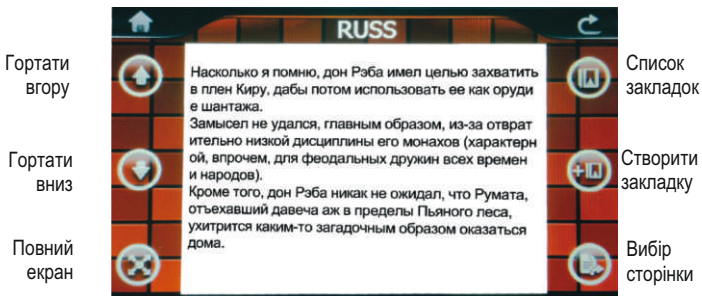 RUSS
Гортати
вгору
Список
закладок
Насколько я помню, дон Рэба имел целью захватить
в плен Киру, дабы потом использовать ее как оруди
е шантажа.
Замысел не удался, главным образом, из-за отврат
ительно низкой дисциплины его монахов (характерн
ой, впрочем, для феодальных дружин всех времен
и народов).
Кроме того, дон Рэба никак не ожидал, что Румата,
отъехавший давеча аж в пределы Пьяного леса,
ухитрится каким-то загадочным образом оказаться
дома.
Гортати
вниз
Створити
закладку
Повний
екран
Вибір
сторінки